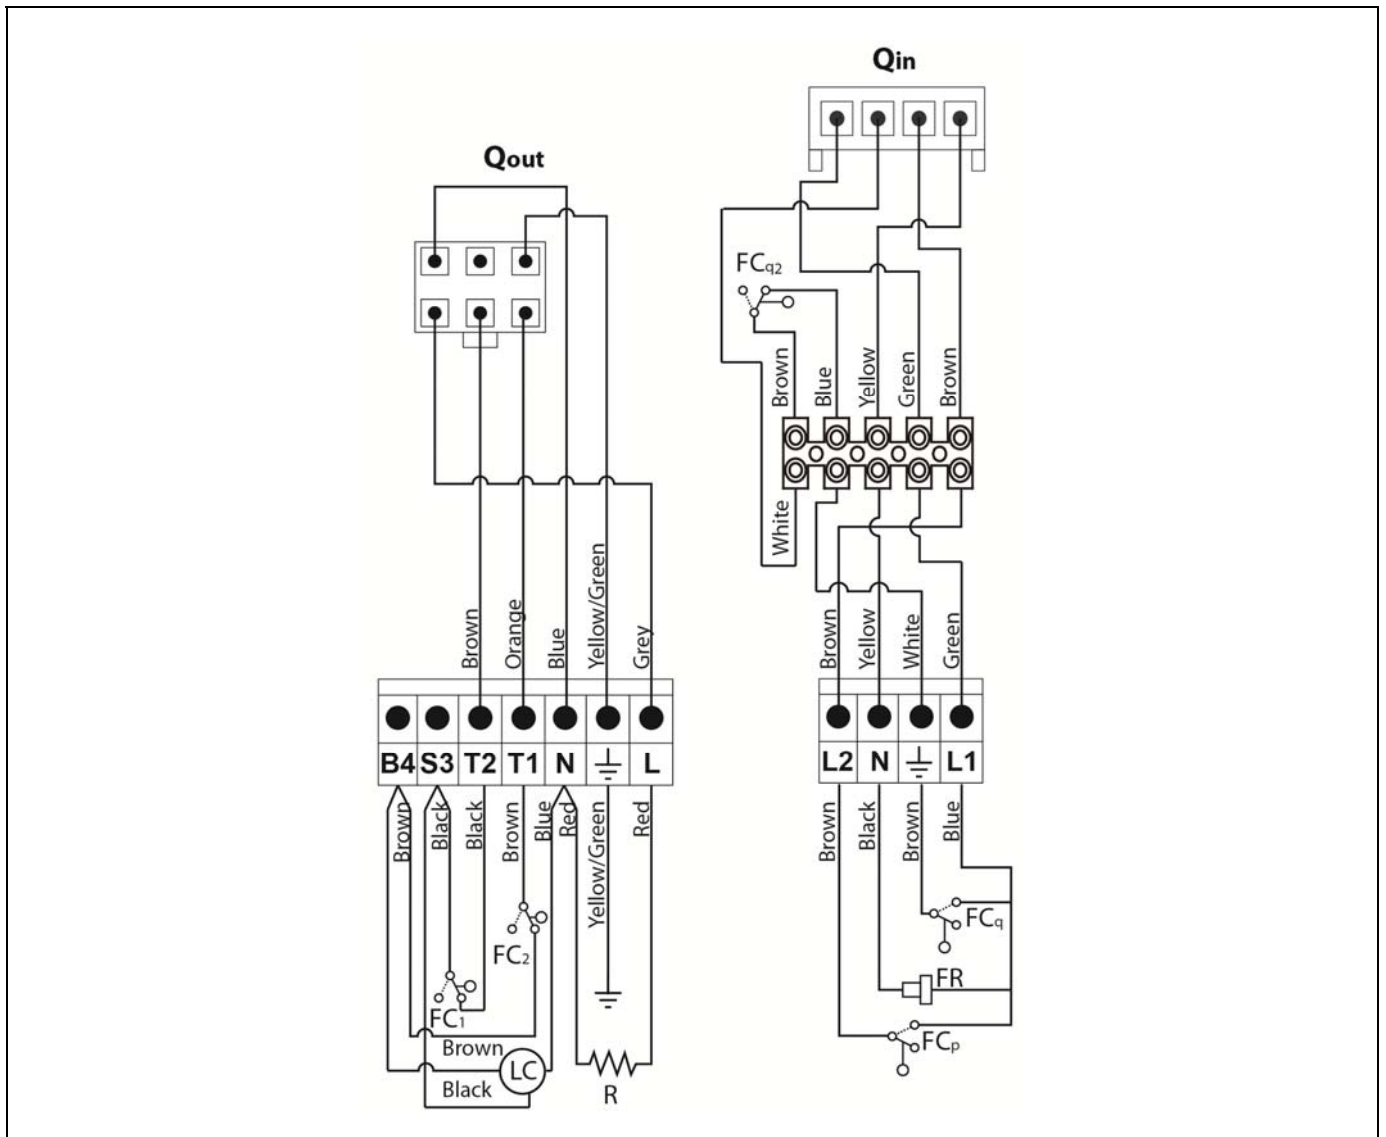 Qin
Qout
FCq2
Brown
Blue
Yellow
Green
Brown
White
Brown
Orange
Blue
Yellow/Green
Grey
Brown
Yellow
White
Green
B4 S3 T2 T1 N L
L2 N L1
Brown
Black
Black
Brown
Blue
Red
Yellow/Green
Red
Brown
Black
Brown
Blue
FCq
FC2
FR
FC1
FCp
Brown
LC
Black
R